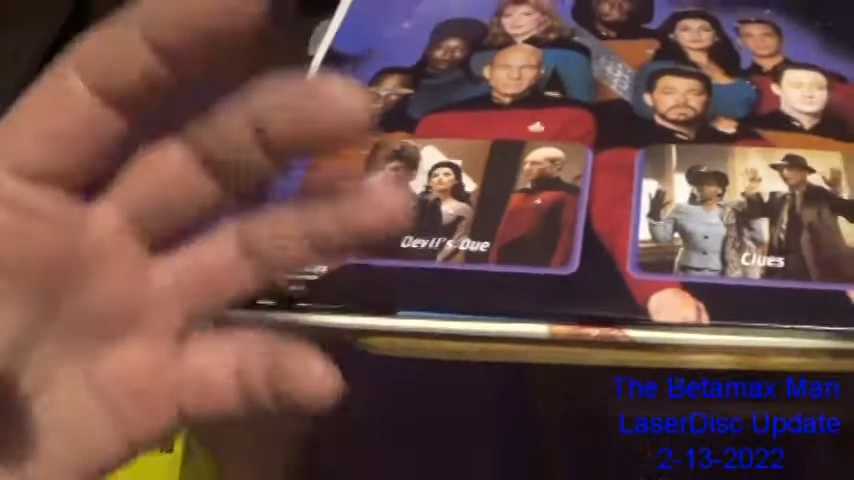 Devil's Due
Clues
The Betamax Man
LaserDisc Update
2-13-2022